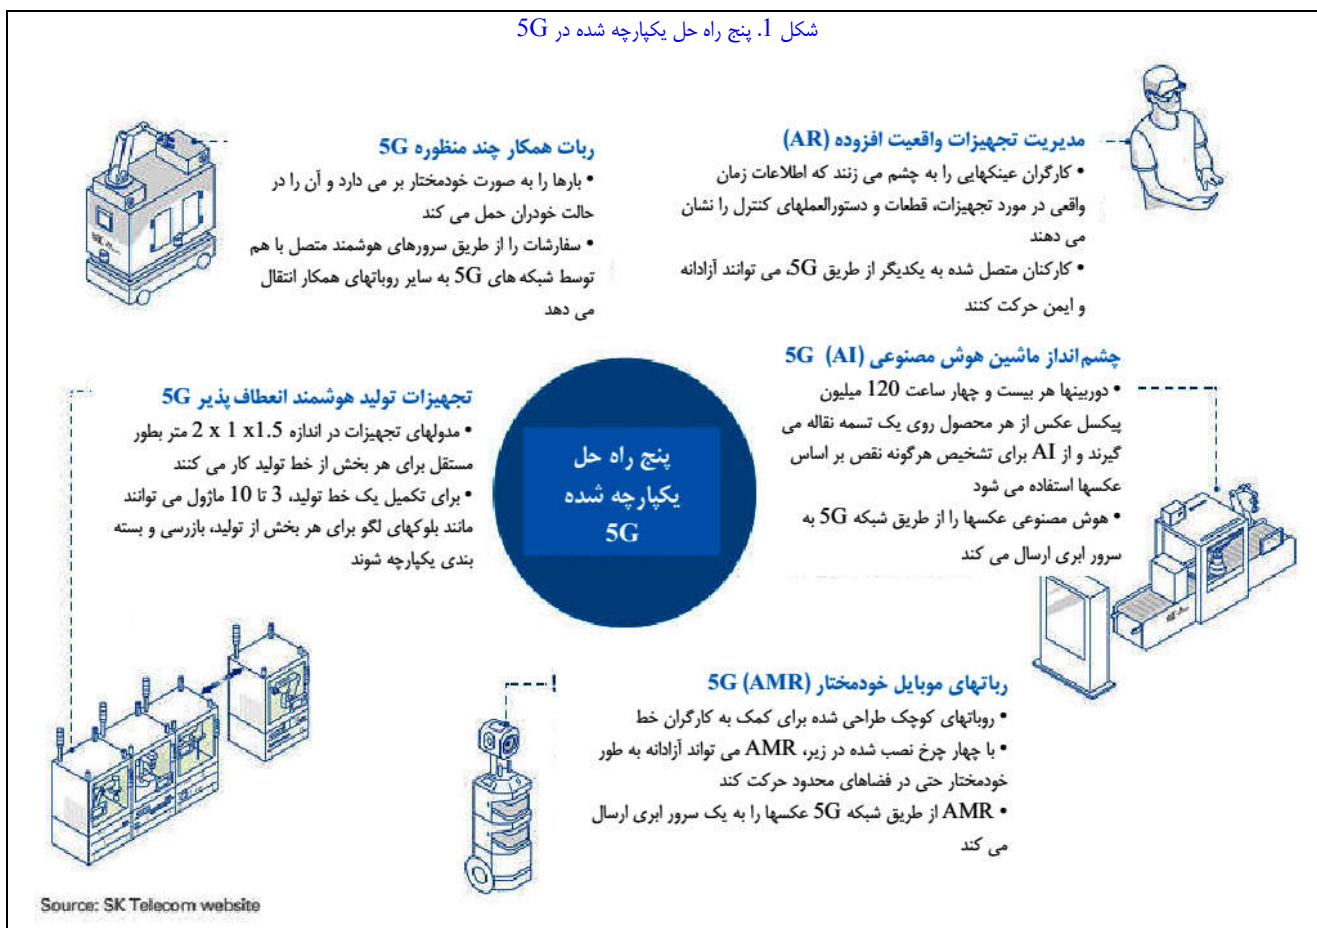 شکل 1. پنج راه حل یکپارچه شده در 5G
مدیریت تجهیزات واقعیت افزوده (AR)
• کارگران عینکهایی را به چشم می زنند که اطلاعات زمان
واقعی در مورد تجهیزات، قطعات و دستورالعملهای کنترل را نشان
می دهند
• کارکنان متصل شده به یکدیگر از طریق 5G، می توانند آزادانه
و ایمن حرکت کنند
ربات همکار چند منظوره 5G
• بارها را به صورت خودمختار بر می دارد و آن را در
حالت خودران حمل می کند
• سفارشات را از طریق سرورهای هوشمند متصل با هم
توسط شبکه های 5G به سایر روباتهای همکار انتقال
می دهد
چشم‌انداز ماشین هوش مصنوعی (AI) 5G
• دوربینها هر بیست و چهار ساعت 120 میلیون
پیکسل عکس از هر محصول روی یک تسمه نقاله می
گیرند و از AI برای تشخیص هرگونه نقص بر اساس
عکسها استفاده می شود
• هوش مصنوعی عکسها را از طریق شبکه 5G به
سرور ابری ارسال می کند
تجهیزات تولید هوشمند انعطاف پذیر 5G
• مدولهای تجهیزات در اندازه 1.5x 1 x 2 متر بطور
مستقل برای هر بخش از خط تولید کار می کنند
• برای تکمیل یک خط تولید، 3 تا 10 ماژول می توانند
مانند بلوکهای لگو برای هر بخش از تولید، بازرسی و بسته
بندی یکپارچه شوند
پنج راه حل
یکپارچه شده
5G
رباتهای موبایل خودمختار (AMR) 5G
• روباتهای کوچک طراحی شده برای کمک به کارگران خط
• با چهار چرخ نصب شده در زیر، AMR می تواند آزادانه به طور
خودمختار حتی در فضاهای محدود حرکت کند
• AMR از طریق شبکه 5G عکسها را به یک سرور ابری ارسال
می کند
Source: SK Telecom website